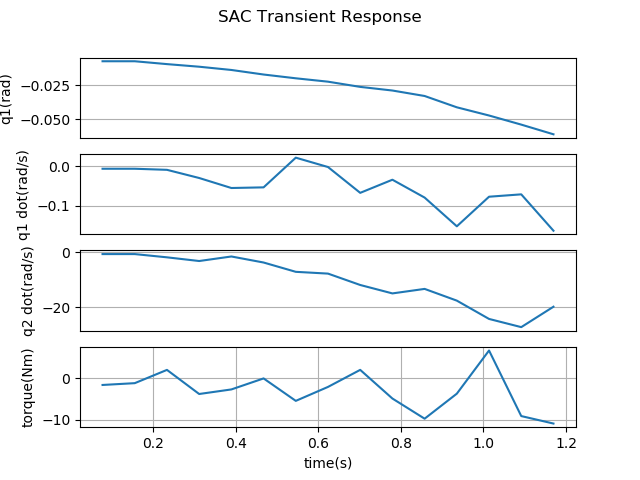 SAC Transient Response
q1(rad)
−0.025
−0.050
q1 dot(rad/s)
0.0
−0.1
q2 dot(rad/s)
0
−20
torque(Nm)
0
−10
0.2 0.4 0.6 0.8 1.0 1.2
time(s)